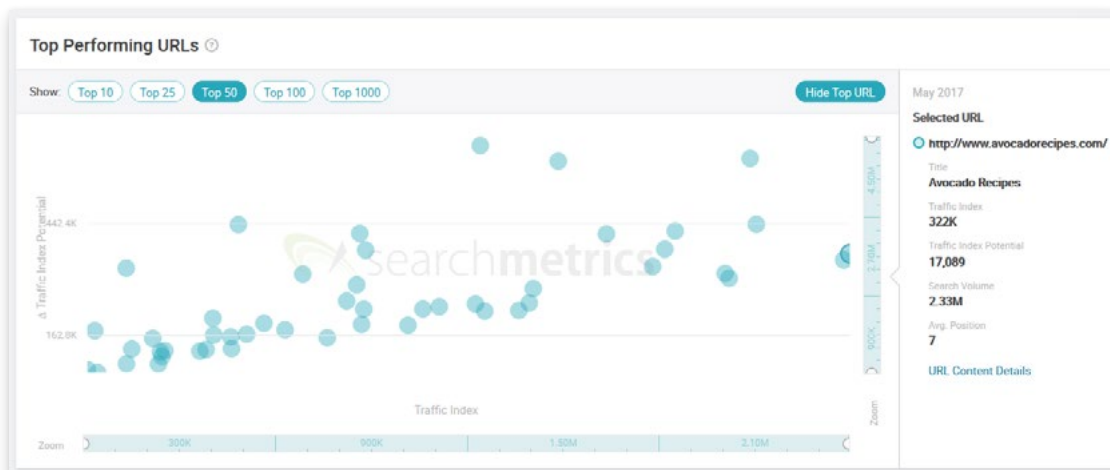 Top Performing URLs ?
Show: Top 10 Top 25 Top 50 Top 100 Top 1000 Hide Top URL
Δ Traffic Index Potential
442.4K
162.8K
searchmetrics
4.50M
2.70M
900K
Zoom
Traffic Index
Zoom 300K 900K 1.50M 2.10M
May 2017
Selected URL
http://www.avocadorecipes.com/
Title
Avocado Recipes
Traffic Index
322K
Traffic Index Potential
17,089
Search Volume
2.33M
Avg. Position
7
URL Content Details